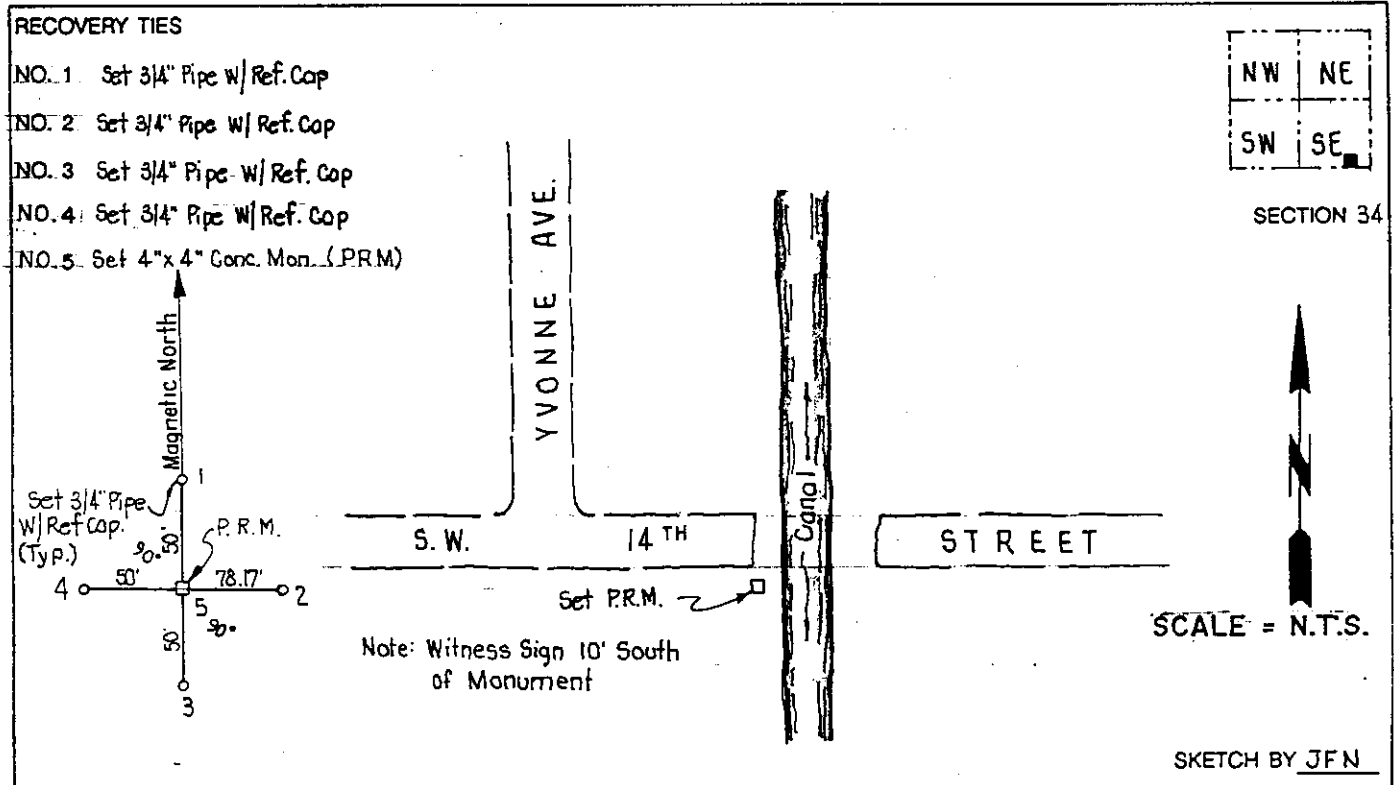 RECOVERY TIES
NO. 1 Set 3/4" Pipe W/ Ref. Cap
NO. 2 Set 3/4" Pipe W/ Ref. Cap
NO. 3 Set 3/4" Pipe W/ Ref. Cap
NO. 4 Set 3/4" Pipe W/ Ref. Cap
NO. 5 Set 4" x 4" Conc. Mon. (P.R.M)
NW NE
SW SE
SECTION 34
YVONNE AVE.
Magnetic North
1
Set 3/4" Pipe
W/ Ref Cap.
(Typ.)
50'
90°
P.R.M.
4
50'
78.17'
2
5
50'
90°
3
S.W. 14TH STREET
Canal
Set P.R.M.
Note: Witness Sign 10' South
of Monument
N
SCALE = N.T.S.
SKETCH BY JFN